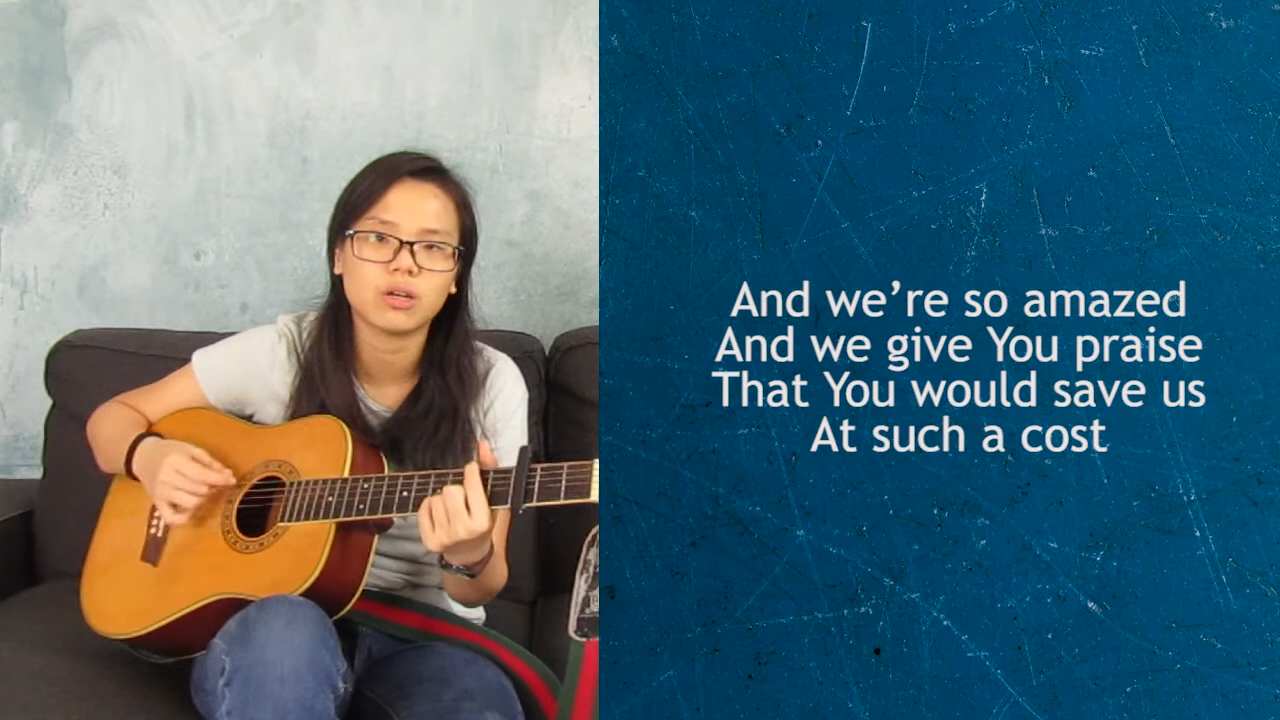 And we’re so amazed
And we give You praise
That You would save us
At such a cost